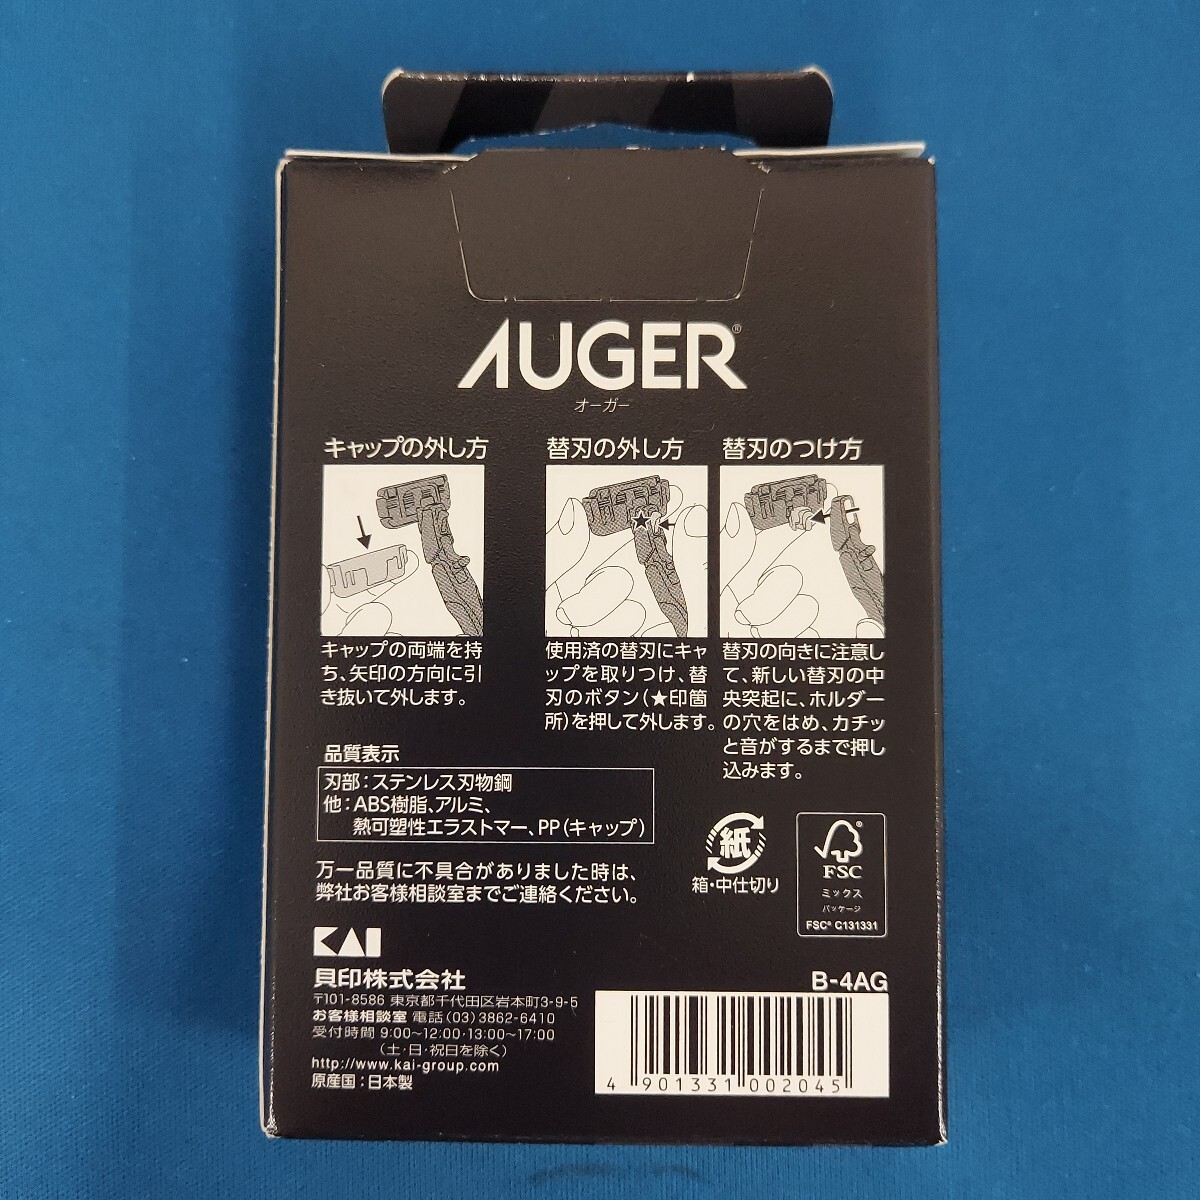 AUGER®
オーガー
キャップの外し方
キャップの両端を持
ち、矢印の方向に引
き抜いて外します。
替刃の外し方
使用済の替刃にキャ
ップを取りつけ、替
刃のボタン(★印箇
所)を押して外します。
替刃のつけ方
替刃の向きに注意し
て、新しい替刃の中
央突起に、ホルダー
の穴をはめ、カチッ
と音がするまで押し
込みます。
品質表示
刃部:ステンレス刃物鋼
他:ABS樹脂、アルミ、
熱可塑性エラストマー、PP(キャップ)
万一品質に不具合がありました時は、
弊社お客様相談室までご連絡ください。
紙
箱・中仕切り
FSC®
ミックス
パッケージ
FSC® C131331
KAI
貝印株式会社
〒101-8586 東京都千代田区岩本町3-9-5
お客様相談室 電話(03)3862-6410
受付時間 9:00~12:00・13:00~17:00
(土・日・祝日を除く)
http://www.kai-group.com
原産国:日本製
B-4AG
4 901331 002045